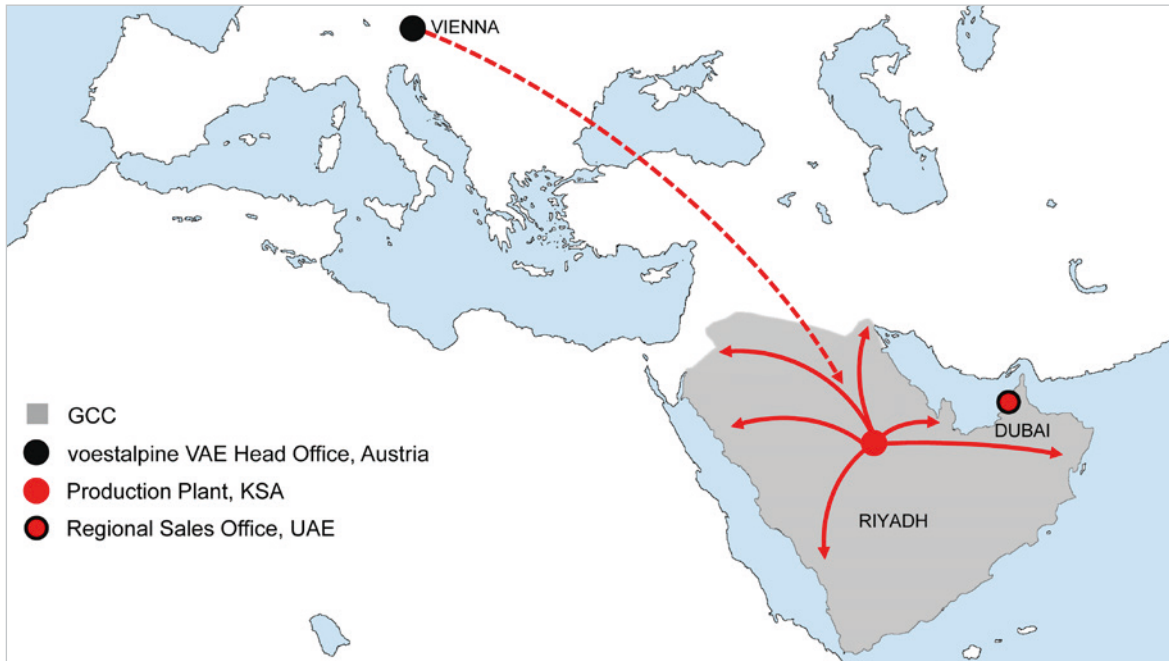 VIENNA
GCC
voestalpine VAE Head Office, Austria
Production Plant, KSA
Regional Sales Office, UAE
DUBAI
RIYADH